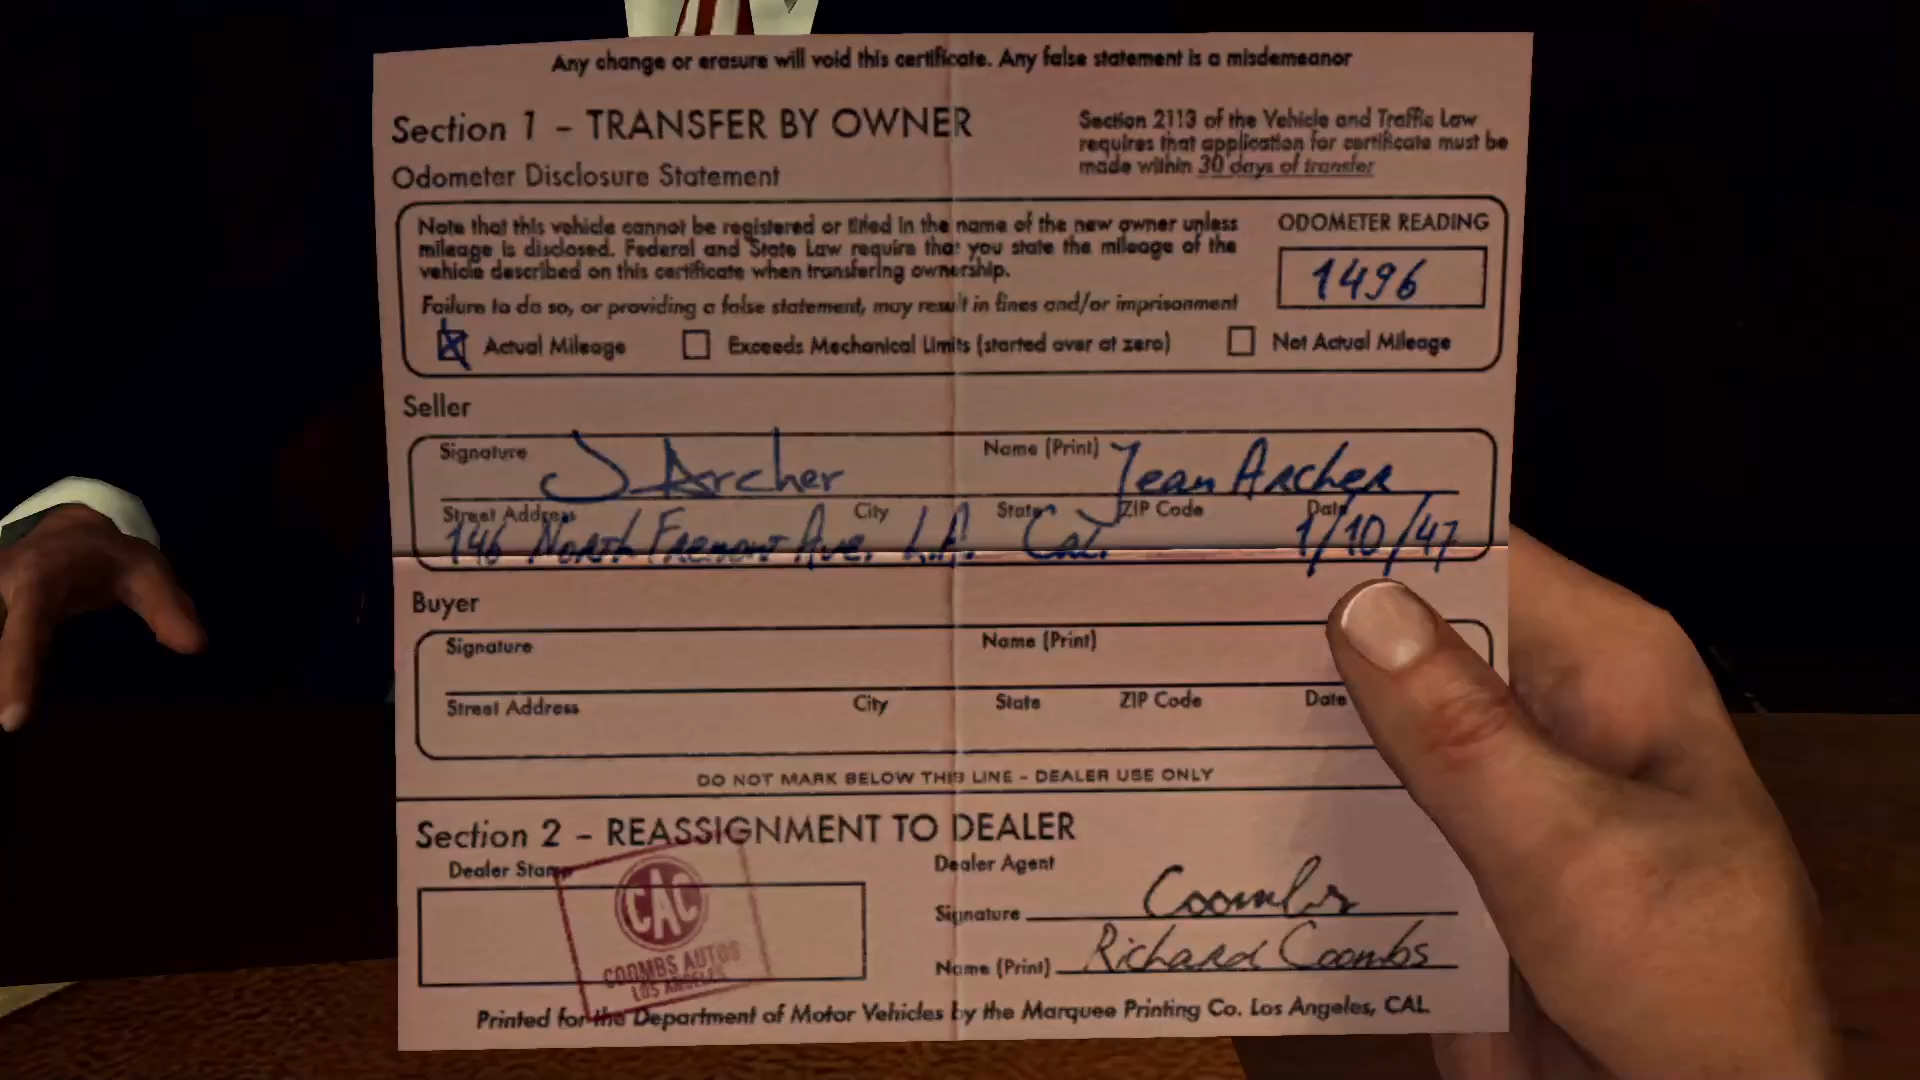 Any change or erasure will void this certificate. Any false statement is a misdemeanor
Section 1 - TRANSFER BY OWNER
Section 2113 of the Vehicle and Traffic Law
requires that application for certificate must be
made within 30 days of transfer
Odometer Disclosure Statement
Note that this vehicle cannot be registered or titled in the name of the new owner unless
mileage is disclosed. Federal and State Law require that you state the mileage of the
vehicle described on this certificate when transfering ownership.
Failure to do so, or providing a false statement, may result in fines and/or imprisonment
ODOMETER READING
1496
Actual Mileage
Exceeds Mechanical Limits (started over at zero)
Not Actual Mileage
Seller
Signature J Archer Name (Print) Jean Archer
Street Address City State ZIP Code Date
146 North Fremont Ave. L.A. Cal. 1/10/47
Buyer
Signature Name (Print)
Street Address City State ZIP Code Date
DO NOT MARK BELOW THIS LINE - DEALER USE ONLY
Section 2 - REASSIGNMENT TO DEALER
Dealer Stamp
CAC
COOMBS AUTOS
LOS ANGELES
Dealer Agent
Signature Coombs
Name (Print) Richard Coombs
Printed for the Department of Motor Vehicles by the Marquee Printing Co. Los Angeles, CAL